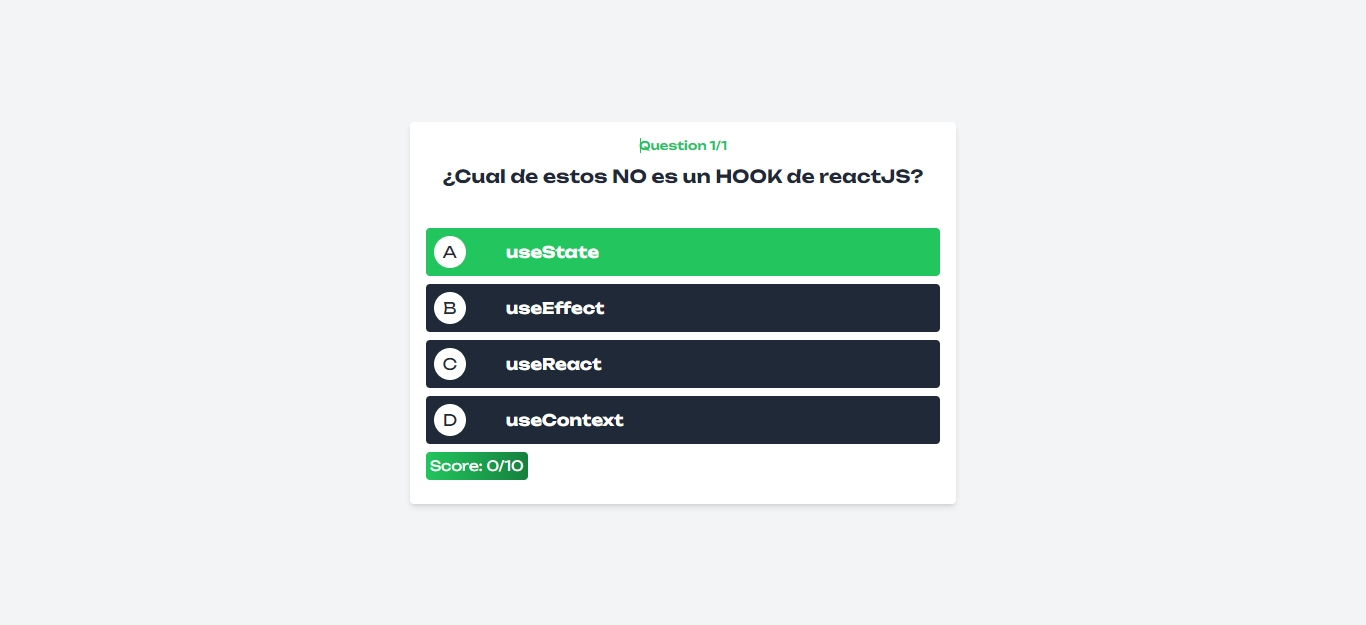 Question 1/1
¿Cual de estos NO es un HOOK de reactJS?
A useState
B useEffect
C useReact
D useContext
Score: 0/10